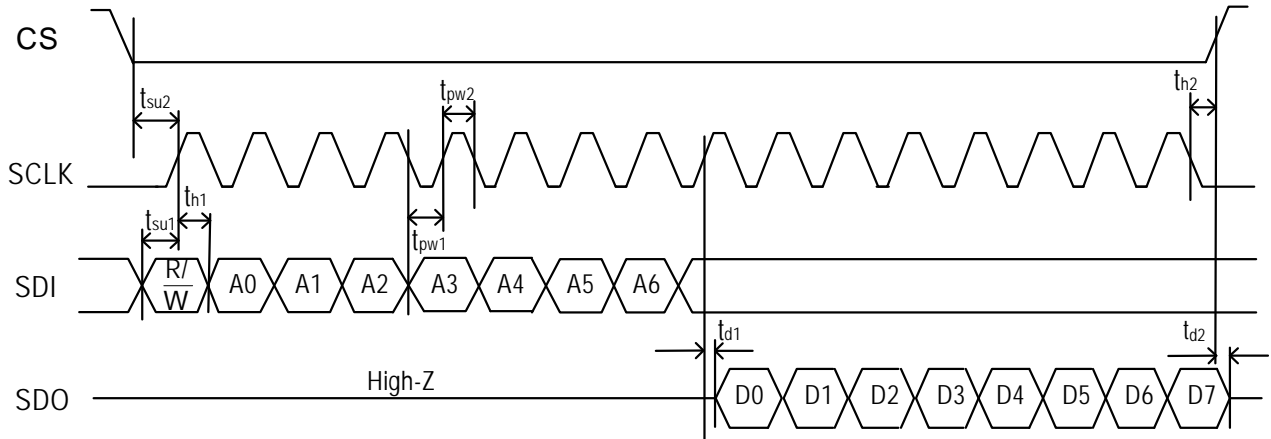 CS
tsu2
tpw2
th2
SCLK
tsu1
th1
tpw1
SDI
R/
W
A0
A1
A2
A3
A4
A5
A6
td1
td2
SDO
High-Z
D0
D1
D2
D3
D4
D5
D6
D7